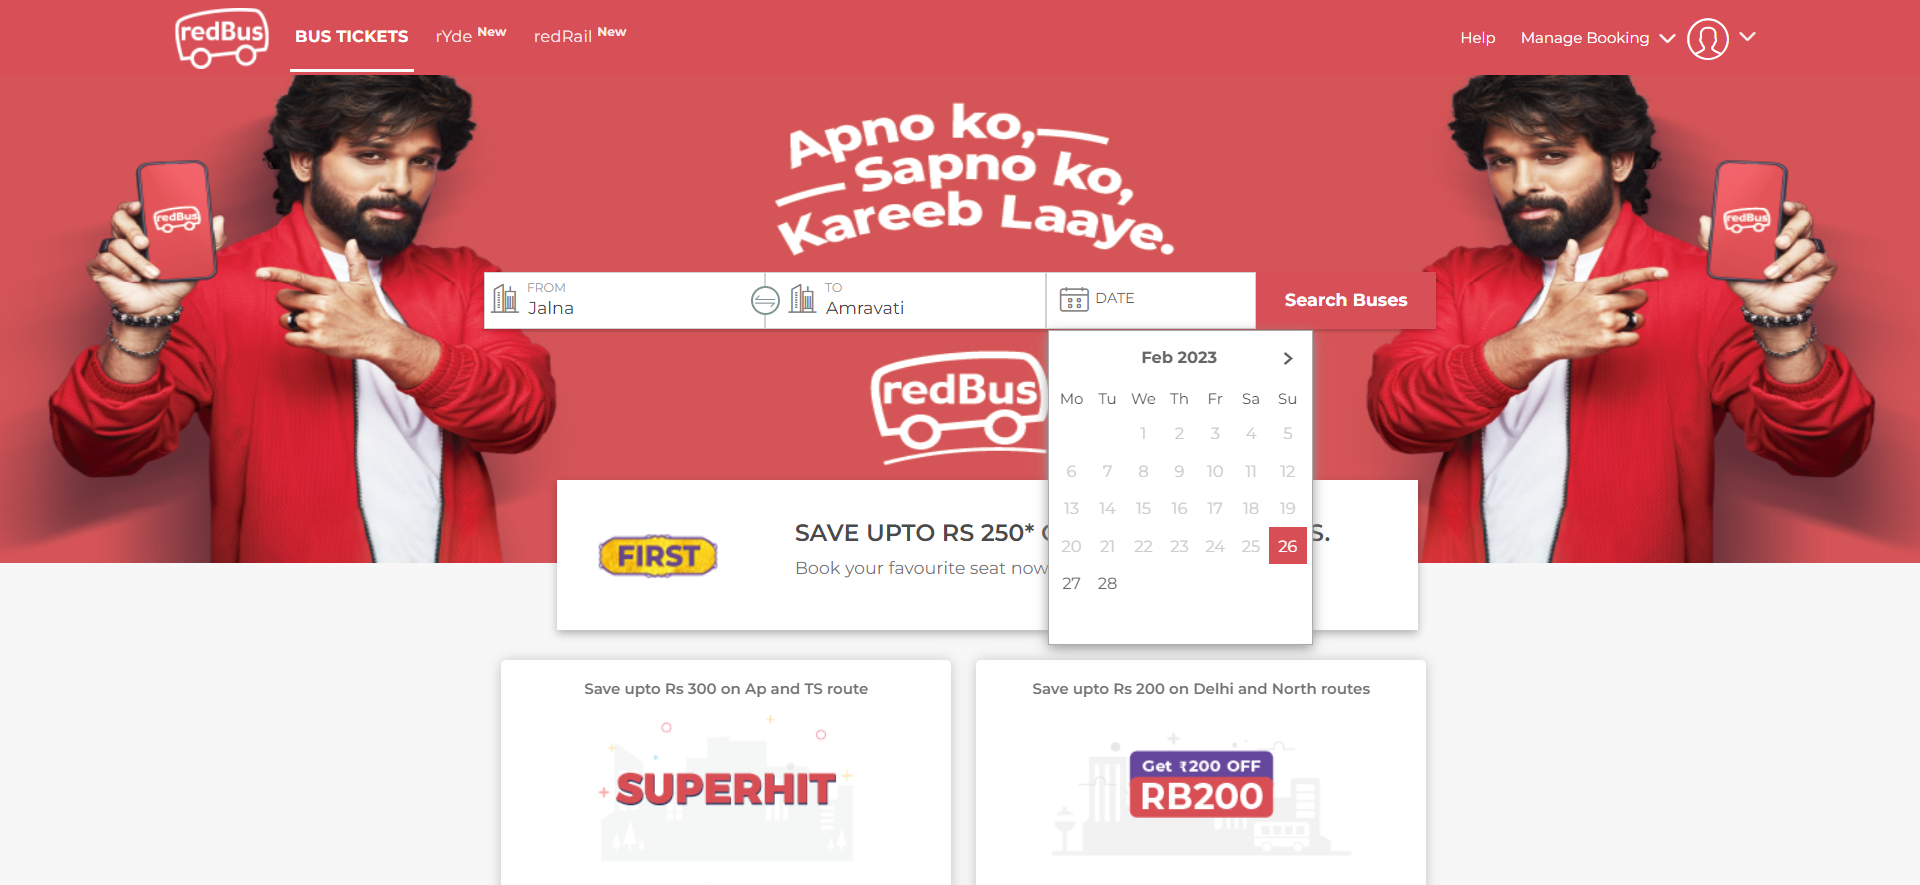 redBus
BUS TICKETS
rYde New
redRail New
Help
Manage Booking
Apno ko,
Sapno ko,
Kareeb Laaye.
redBus
redBus
FROM
Jalna
TO
Amravati
DATE
Search Buses
redBus
Feb 2023
Mo Tu We Th Fr Sa Su
1 2 3 4 5
6 7 8 9 10 11 12
13 14 15 16 17 18 19
20 21 22 23 24 25 26
27 28
FIRST
SAVE UPTO RS 250* S.
Book your favourite seat now
Save upto Rs 300 on Ap and TS route
SUPERHIT
Save upto Rs 200 on Delhi and North routes
Get ₹200 OFF
RB200